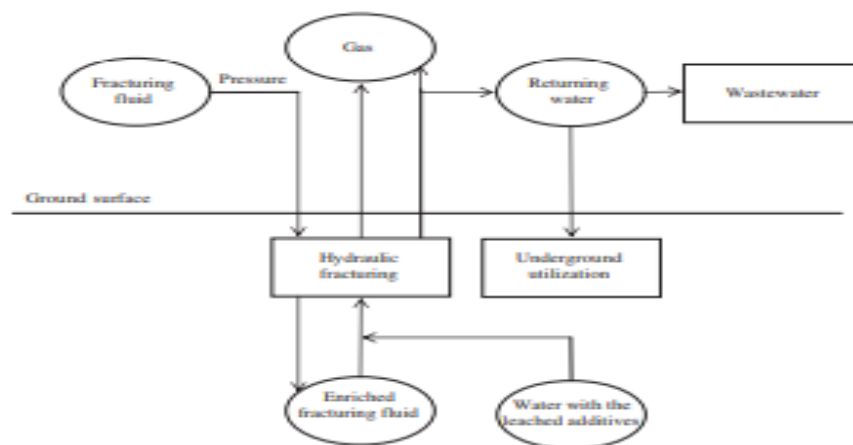 Gas
Fracturing
fluid
Pressure
Returning
water
Wastewater
Ground surface
Hydraulic
fracturing
Underground
utilization
Enriched
fracturing fluid
Water with the
leached additives